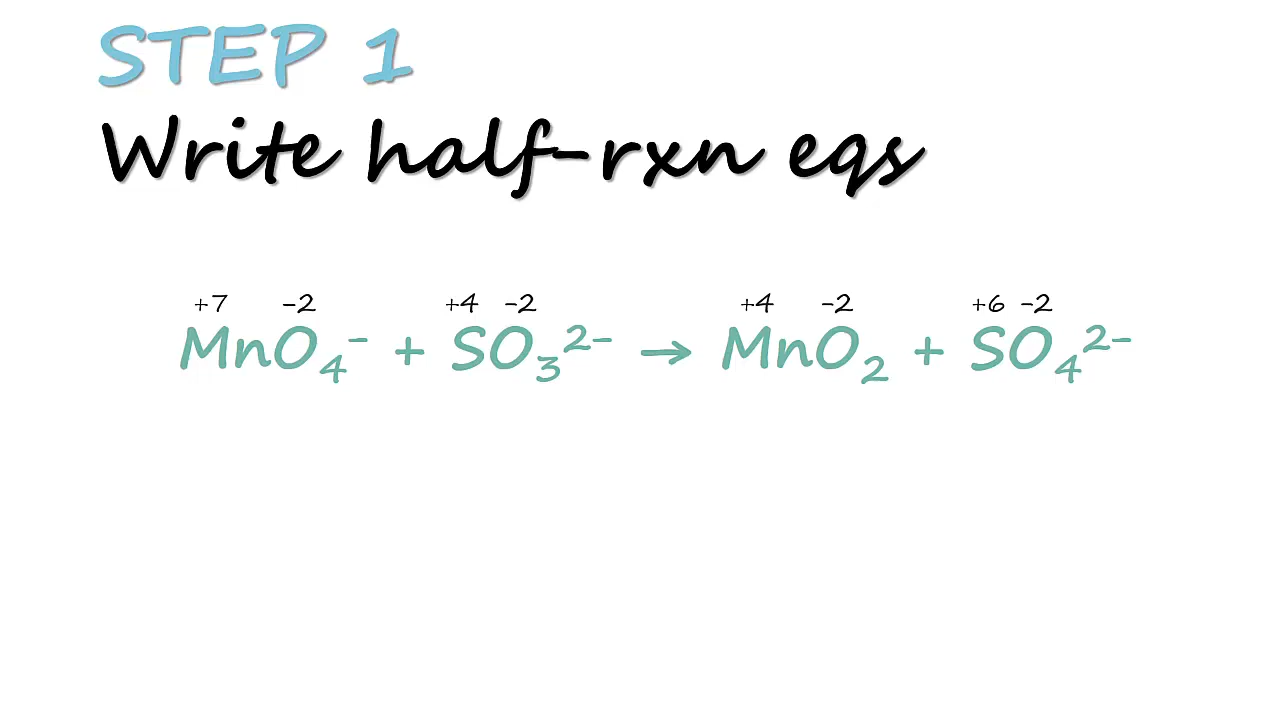 STEP 1
Write half-rxn eqs
+7 -2 +4 -2 +4 -2 +6 -2
MnO₄⁻ + SO₃²⁻ → MnO₂ + SO₄²⁻